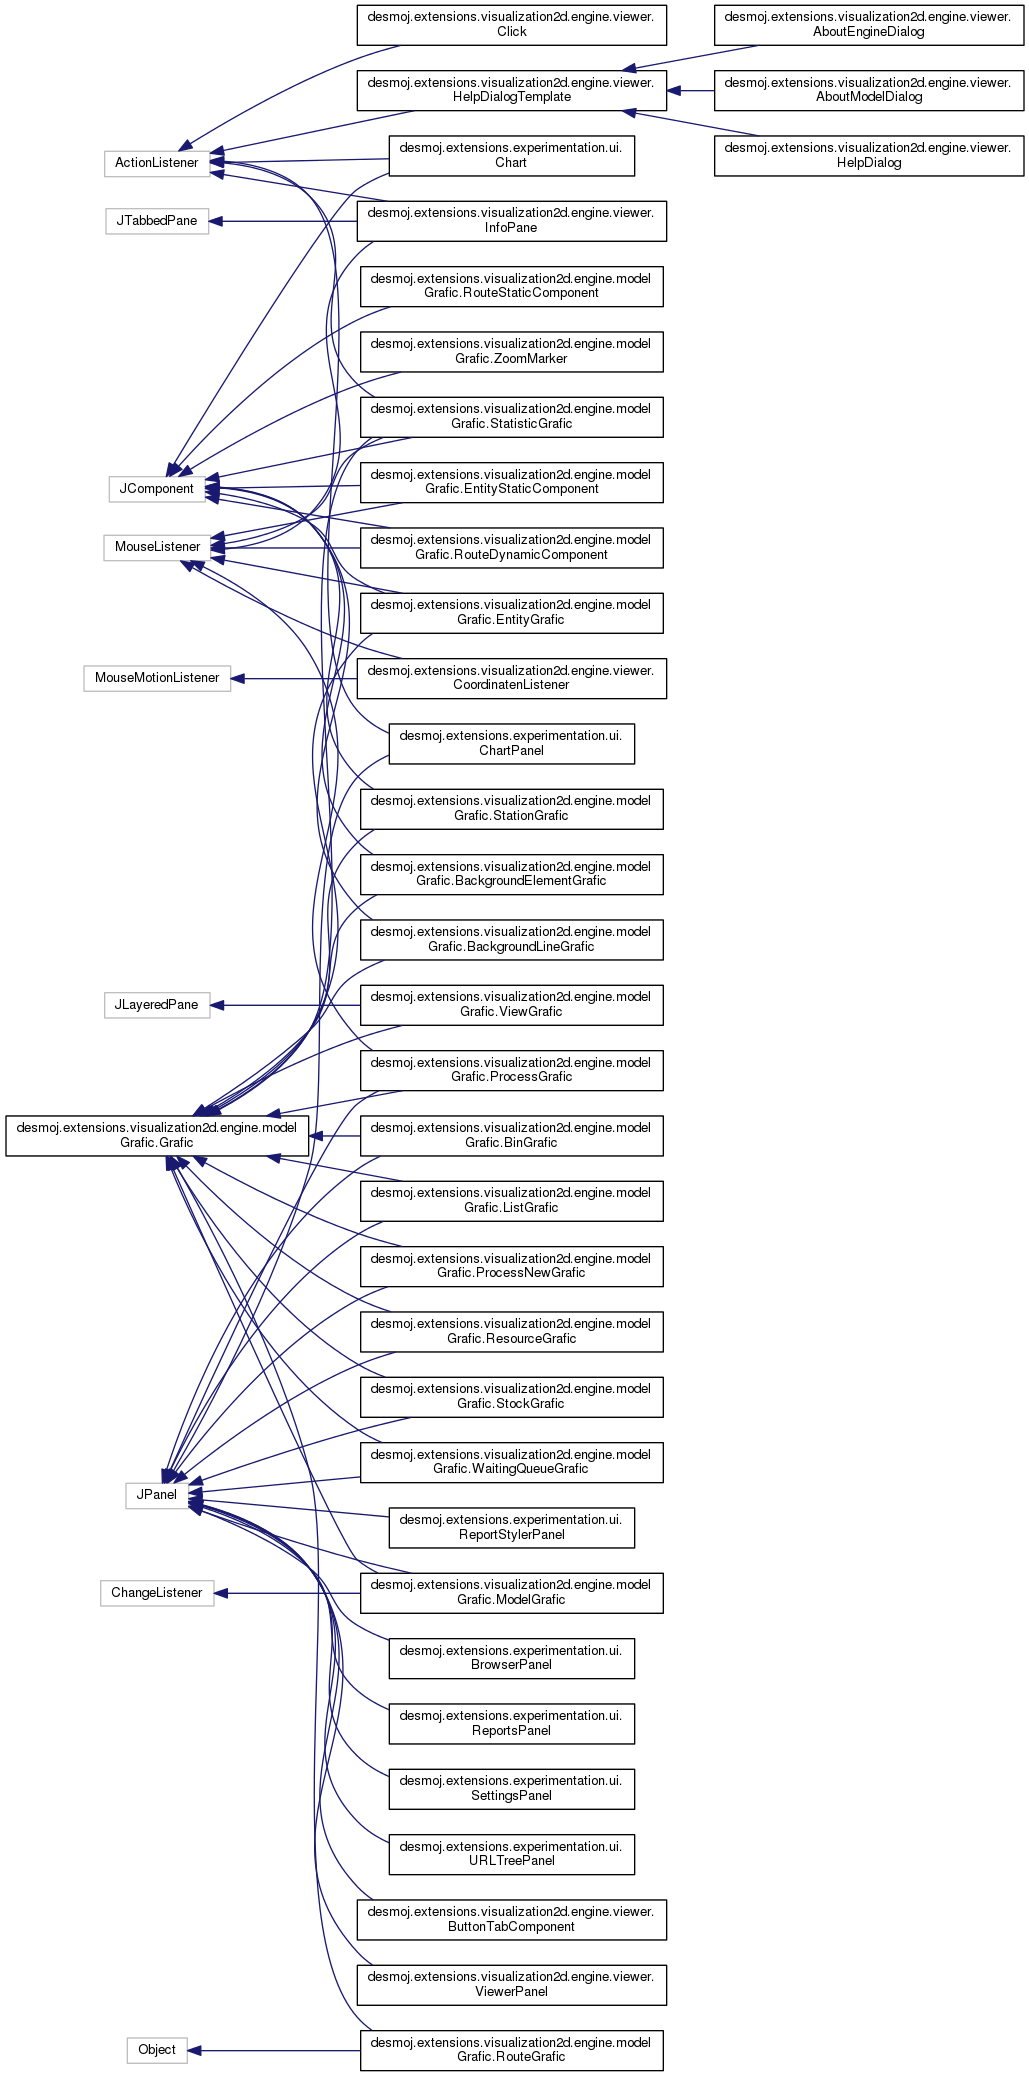 desmoj.extensions.visualization2d.engine.viewer.
Click
desmoj.extensions.visualization2d.engine.viewer.
AboutEngineDialog
desmoj.extensions.visualization2d.engine.viewer.
HelpDialogTemplate
desmoj.extensions.visualization2d.engine.viewer.
AboutModelDialog
ActionListener
desmoj.extensions.experimentation.ui.
Chart
desmoj.extensions.visualization2d.engine.viewer.
HelpDialog
JTabbedPane
desmoj.extensions.visualization2d.engine.viewer.
InfoPane
desmoj.extensions.visualization2d.engine.model
Grafic.RouteStaticComponent
desmoj.extensions.visualization2d.engine.model
Grafic.ZoomMarker
desmoj.extensions.visualization2d.engine.model
Grafic.StatisticGrafic
JComponent
desmoj.extensions.visualization2d.engine.model
Grafic.EntityStaticComponent
MouseListener
desmoj.extensions.visualization2d.engine.model
Grafic.RouteDynamicComponent
desmoj.extensions.visualization2d.engine.model
Grafic.EntityGrafic
MouseMotionListener
desmoj.extensions.visualization2d.engine.viewer.
CoordinatenListener
desmoj.extensions.experimentation.ui.
ChartPanel
desmoj.extensions.visualization2d.engine.model
Grafic.StationGrafic
desmoj.extensions.visualization2d.engine.model
Grafic.BackgroundElementGrafic
desmoj.extensions.visualization2d.engine.model
Grafic.BackgroundLineGrafic
JLayeredPane
desmoj.extensions.visualization2d.engine.model
Grafic.ViewGrafic
desmoj.extensions.visualization2d.engine.model
Grafic.ProcessGrafic
desmoj.extensions.visualization2d.engine.model
Grafic.Grafic
desmoj.extensions.visualization2d.engine.model
Grafic.BinGrafic
desmoj.extensions.visualization2d.engine.model
Grafic.ListGrafic
desmoj.extensions.visualization2d.engine.model
Grafic.ProcessNewGrafic
desmoj.extensions.visualization2d.engine.model
Grafic.ResourceGrafic
desmoj.extensions.visualization2d.engine.model
Grafic.StockGrafic
desmoj.extensions.visualization2d.engine.model
Grafic.WaitingQueueGrafic
JPanel
desmoj.extensions.experimentation.ui.
ReportStylerPanel
ChangeListener
desmoj.extensions.visualization2d.engine.model
Grafic.ModelGrafic
desmoj.extensions.experimentation.ui.
BrowserPanel
desmoj.extensions.experimentation.ui.
ReportsPanel
desmoj.extensions.experimentation.ui.
SettingsPanel
desmoj.extensions.experimentation.ui.
URLTreePanel
desmoj.extensions.visualization2d.engine.viewer.
ButtonTabComponent
desmoj.extensions.visualization2d.engine.viewer.
ViewerPanel
Object
desmoj.extensions.visualization2d.engine.model
Grafic.RouteGrafic